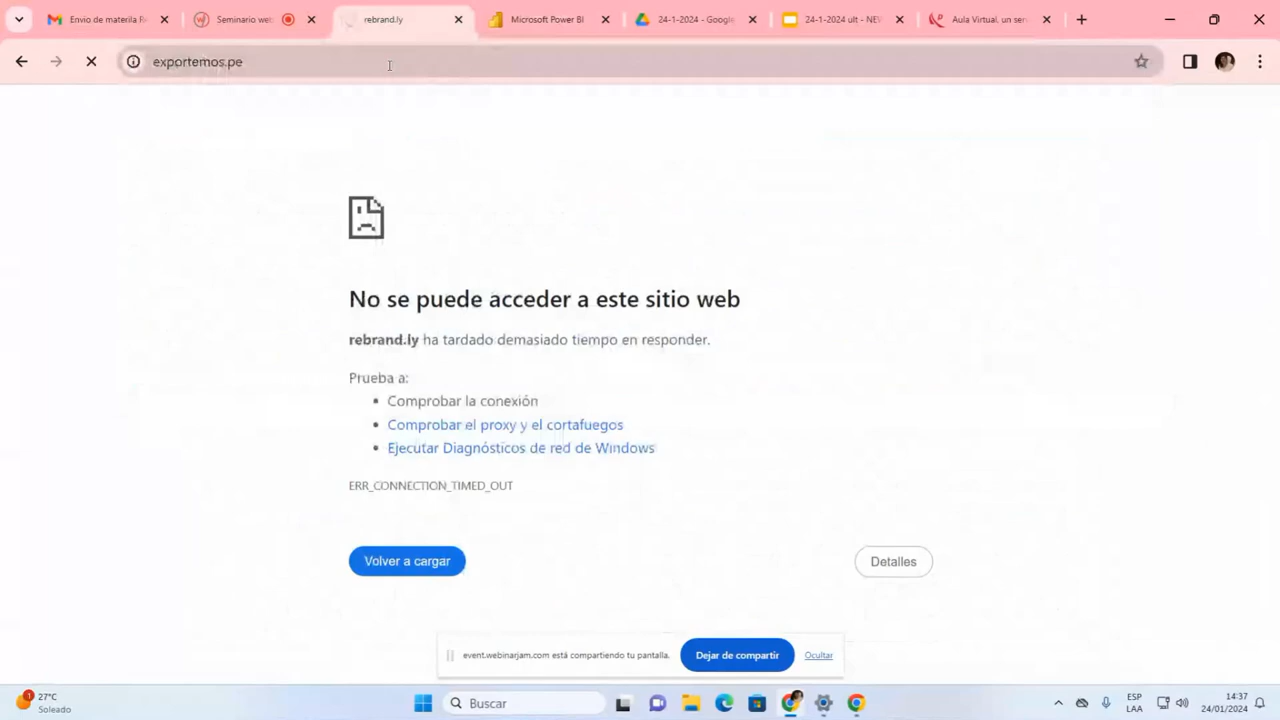 Envio de materila R
Seminario web
rebrand.ly
Microsoft Power BI
24-1-2024 - Google
24-1-2024 ult - NEW
Aula Virtual, un ser
exportemos.pe
No se puede acceder a este sitio web
rebrand.ly ha tardado demasiado tiempo en responder.
Prueba a:
• Comprobar la conexión
• Comprobar el proxy y el cortafuegos
• Ejecutar Diagnósticos de red de Windows
ERR_CONNECTION_TIMED_OUT
Volver a cargar
Detalles
event.webinarjam.com está compartiendo tu pantalla.
Dejar de compartir
Ocultar
1
27°C
Soleado
Buscar
ESP
LAA
14:37
24/01/2024